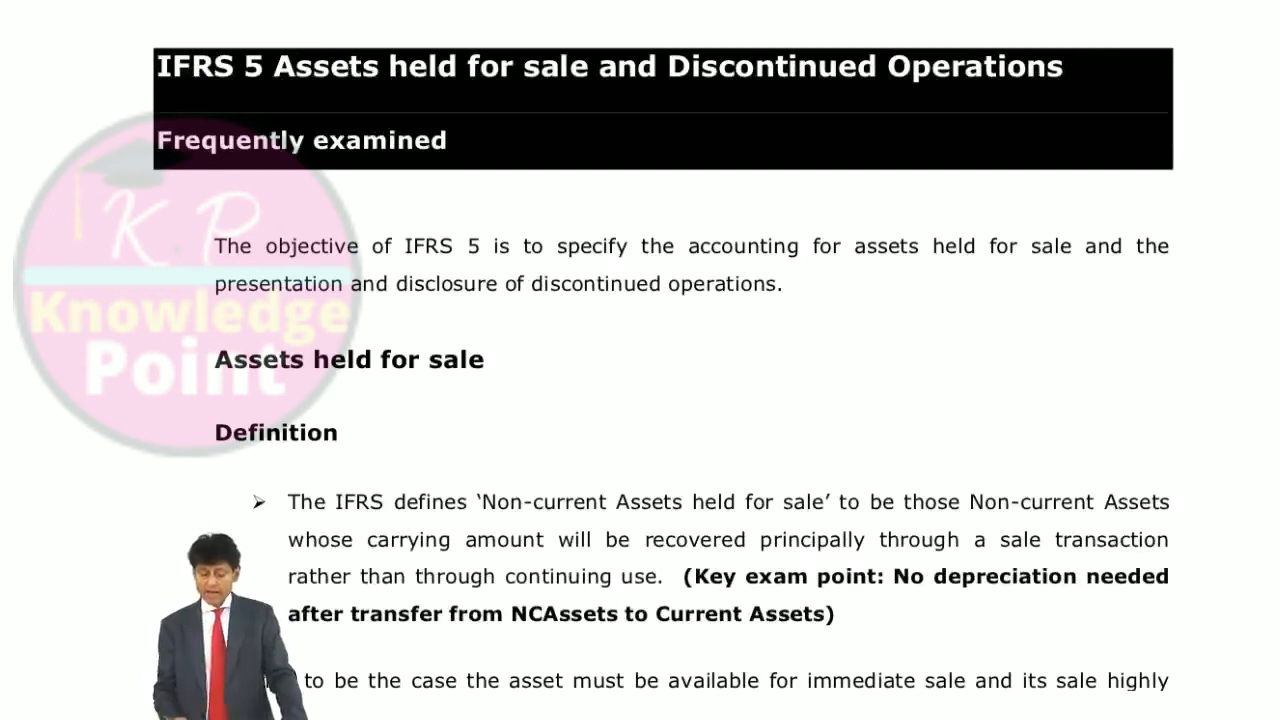 IFRS 5 Assets held for sale and Discontinued Operations
Frequently examined
K.P
Knowledge
Point
The objective of IFRS 5 is to specify the accounting for assets held for sale and the
presentation and disclosure of discontinued operations.
Assets held for sale
Definition
The IFRS defines ‘Non-current Assets held for sale’ to be those Non-current Assets
whose carrying amount will be recovered principally through a sale transaction
rather than through continuing use. (Key exam point: No depreciation needed
after transfer from NCAssets to Current Assets)
to be the case the asset must be available for immediate sale and its sale highly